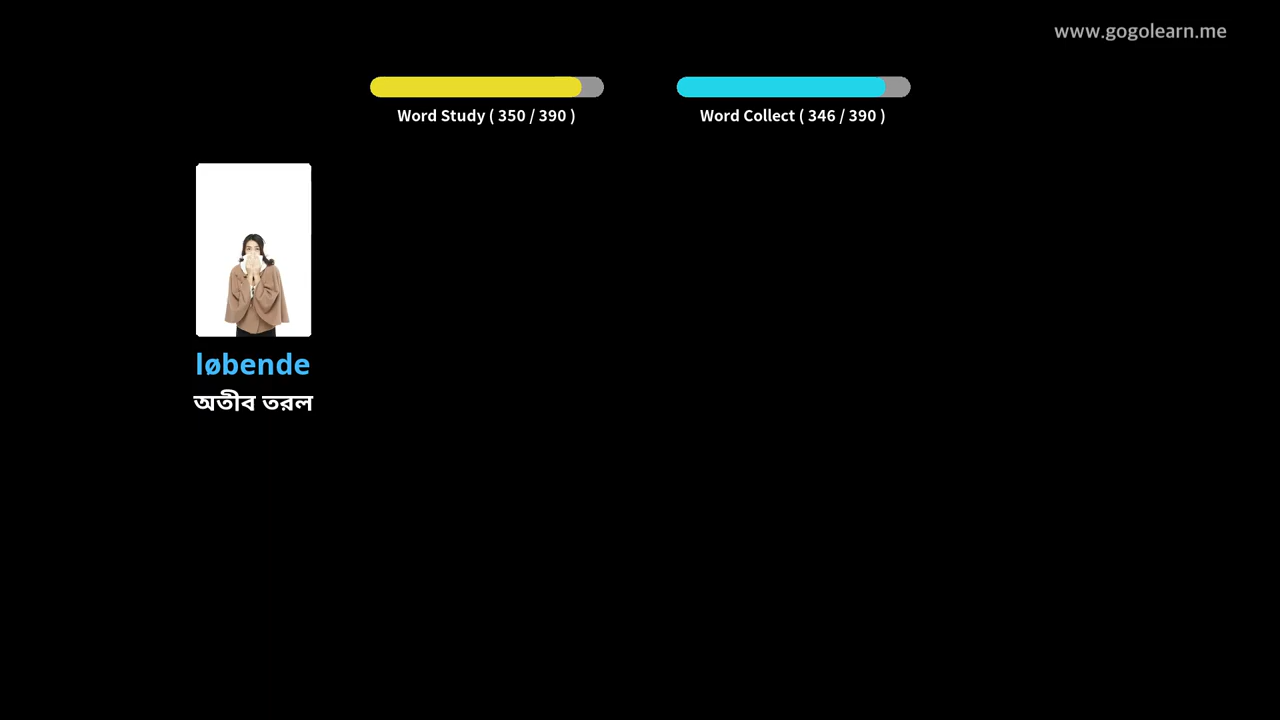 www.gogolearn.me
Word Study ( 350 / 390 )
Word Collect ( 346 / 390 )
løbende
অতীব তরল